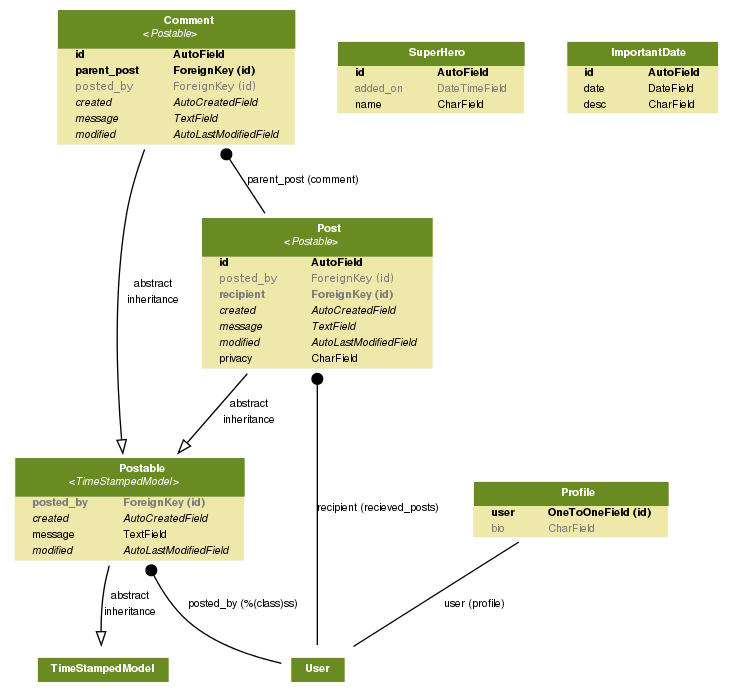 Comment
<Postable>
id AutoField
parent_post ForeignKey (id)
posted_by ForeignKey (id)
created AutoCreatedField
message TextField
modified AutoLastModifiedField
SuperHero
id AutoField
added_on DateTimeField
name CharField
ImportantDate
id AutoField
date DateField
desc CharField
parent_post (comment)
Post
<Postable>
id AutoField
posted_by ForeignKey (id)
recipient ForeignKey (id)
created AutoCreatedField
message TextField
modified AutoLastModifiedField
privacy CharField
abstract
inheritance
abstract
inheritance
Postable
<TimeStampedModel>
posted_by ForeignKey (id)
created AutoCreatedField
message TextField
modified AutoLastModifiedField
recipient (recieved_posts)
Profile
user OneToOneField (id)
bio CharField
abstract
inheritance
posted_by (%(class)ss)
user (profile)
TimeStampedModel
User